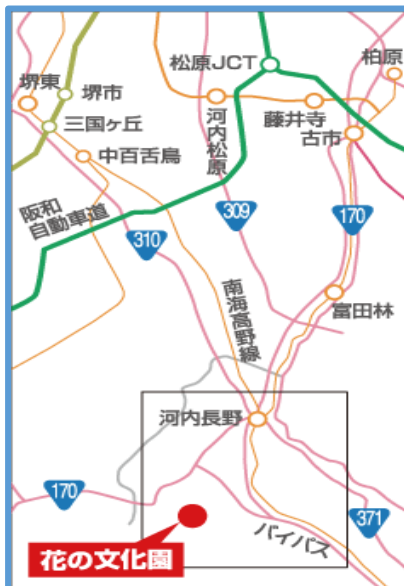 柏原
松原JCT
堺東
堺市
河内
松原
藤井寺
古市
三国ヶ丘
中百舌鳥
阪和
自動車道
309
170
310
南海高野線
富田林
河内長野
170
371
バイパス
花の文化園